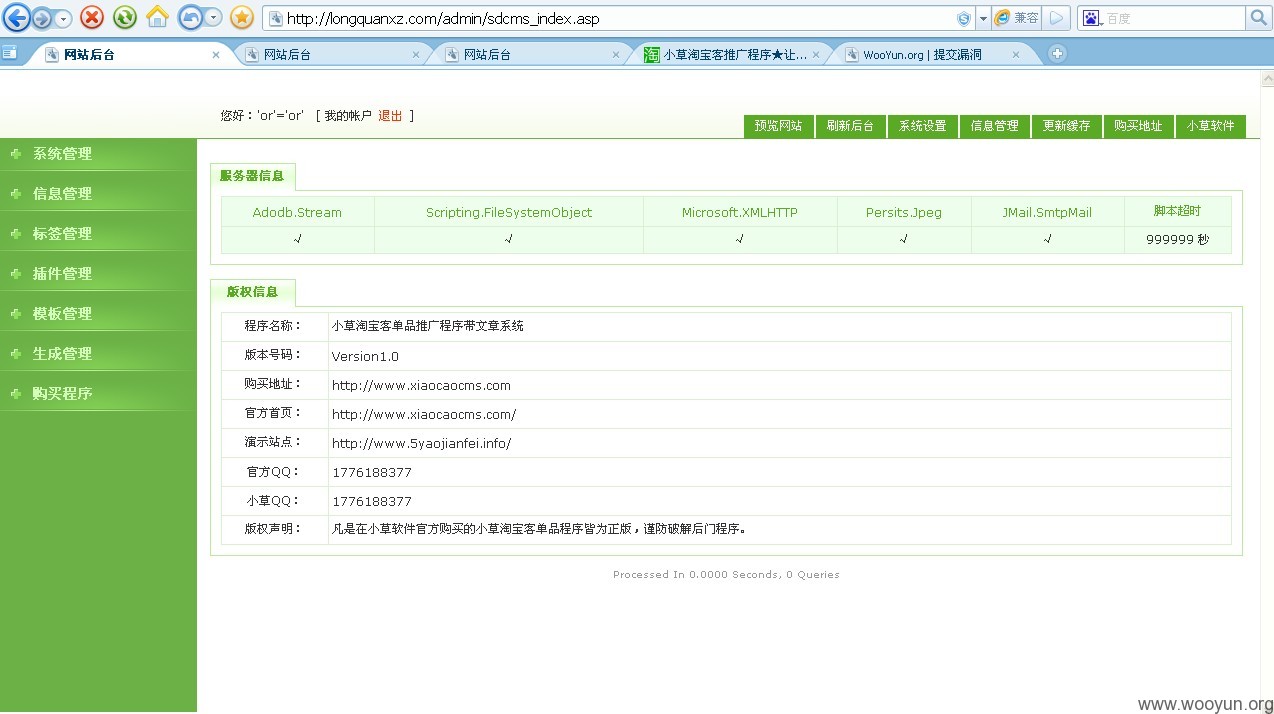 http://longquanxz.com/admin/sdcms_index.asp
兼容
百度
网站后台
网站后台
网站后台
淘 小草淘宝客推广程序★让...
WooYun.org | 提交漏洞
您好：'or'='or' [ 我的帐户 退出 ]
预览网站 刷新后台 系统设置 信息管理 更新缓存 购买地址 小草软件
系统管理
信息管理
标签管理
插件管理
模板管理
生成管理
购买程序
服务器信息
Adodb.Stream Scripting.FileSystemObject Microsoft.XMLHTTP Persits.Jpeg JMail.SmtpMail 脚本超时
√ √ √ √ √ 999999 秒
版权信息
程序名称： 小草淘宝客单品推广程序带文章系统
版本号码： Version1.0
购买地址： http://www.xiaocaocms.com
官方首页： http://www.xiaocaocms.com/
演示站点： http://www.5yaojianfei.info/
官方QQ： 1776188377
小草QQ： 1776188377
版权声明： 凡是在小草软件官方购买的小草淘宝客单品程序皆为正版，谨防破解后门程序。
Processed In 0.0000 Seconds, 0 Queries
www.wooyun.org